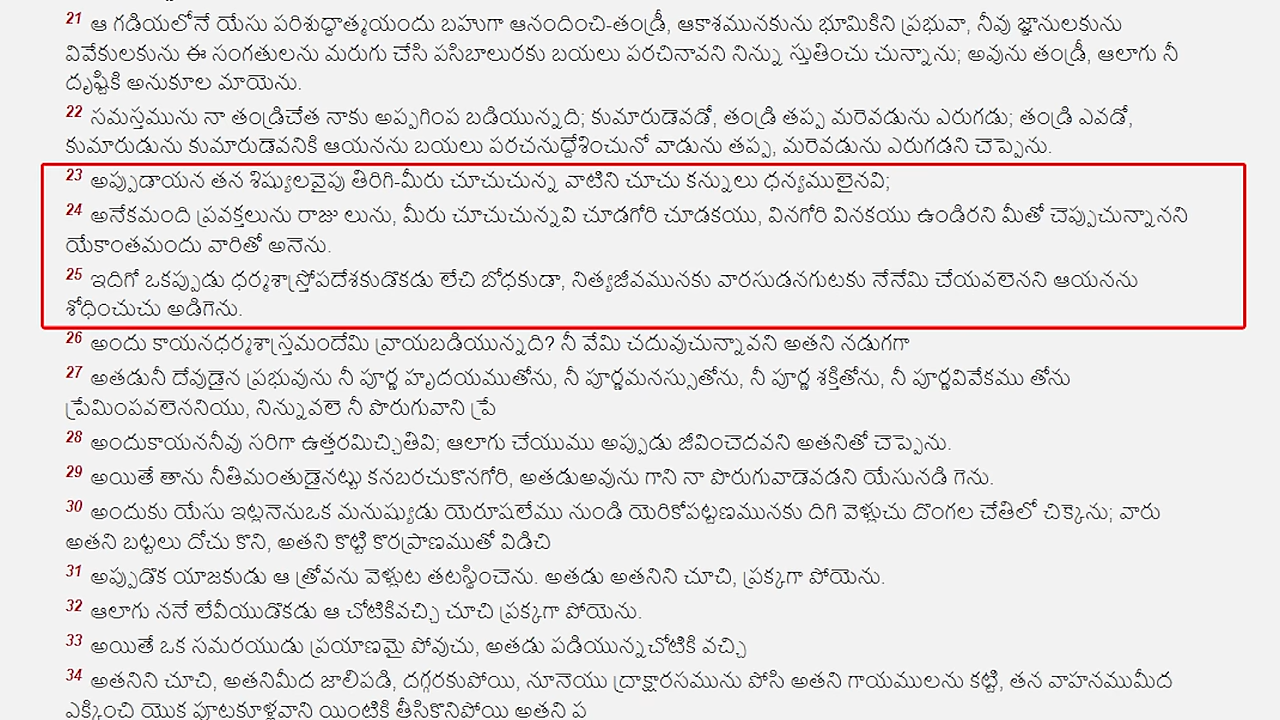 21 ఆ గడియలోనే యేసు పరిశుద్ధాత్మయందు బహుగా ఆనందించి-తండ్రీ, ఆకాశమునకును భూమికిని ప్రభువా, నీవు జ్ఞానులకును
వివేకులకును ఈ సంగతులను మరుగు చేసి పసిబాలురకు బయలు పరచినావని నిన్ను స్తుతించు చున్నాను; అవును తండ్రీ, ఆలాగు నీ
దృష్టికి అనుకూల మాయెను.
22 సమస్తమును నా తండ్రిచేత నాకు అప్పగింప బడియున్నది; కుమారుడెవడో, తండ్రి తప్ప మరెవడును ఎరుగడు; తండ్రి ఎవడో,
కుమారుడును కుమారుడెవనికి ఆయనను బయలు పరచనుద్దేశించునో వాడును తప్ప, మరెవడును ఎరుగడని చెప్పెను.
23 అప్పుడాయన తన శిష్యులవైపు తిరిగి-మీరు చూచుచున్న వాటిని చూచు కన్నులు ధన్యములైనవి;
24 అనేకమంది ప్రవక్తలును రాజు లును, మీరు చూచుచున్నవి చూడగోరి చూడకయు, వినగోరి వినకయు ఉండిరని మీతో చెప్పుచున్నానని
యేకాంతమందు వారితో అనెను.
25 ఇదిగో ఒకప్పుడు ధర్మశాస్త్రోపదేశకుడొకడు లేచి బోధకుడా, నిత్యజీవమునకు వారసుడనగుటకు నేనేమి చేయవలెనని ఆయనను
శోధించుచు అడిగెను.
26 అందు కాయనధర్మశాస్త్రమందేమి వ్రాయబడియున్నది? నీ వేమి చదువుచున్నావని అతని నడుగగా
27 అతడునీ దేవుడైన ప్రభువును నీ పూర్ణ హృదయముతోను, నీ పూర్ణమనస్సుతోను, నీ పూర్ణ శక్తితోను, నీ పూర్ణవివేకము తోను
ప్రేమింపవలెననియు, నిన్నువలె నీ పొరుగువాని ప్రే
28 అందుకాయననీవు సరిగా ఉత్తరమిచ్చితివి; ఆలాగు చేయుము అప్పుడు జీవించెదవని అతనితో చెప్పెను.
29 అయితే తాను నీతిమంతుడైనట్టు కనబరచుకొనగోరి, అతడుఅవును గాని నా పొరుగువాడెవడని యేసునడి గెను.
30 అందుకు యేసు ఇట్లనెనుఒక మనుష్యుడు యెరూషలేము నుండి యెరికోపట్టణమునకు దిగి వెళ్లుచు దొంగల చేతిలో చిక్కెను; వారు
అతని బట్టలు దోచు కొని, అతని కొట్టి కొరప్రాణముతో విడిచి
31 అప్పుడొక యాజకుడు ఆ త్రోవను వెళ్లుట తటస్థించెను. అతడు అతనిని చూచి, ప్రక్కగా పోయెను.
32 ఆలాగు ననే లేవీయుడొకడు ఆ చోటికివచ్చి చూచి ప్రక్కగా పోయెను.
33 అయితే ఒక సమరయుడు ప్రయాణమై పోవుచు, అతడు పడియున్నచోటికి వచ్చి
34 అతనిని చూచి, అతనిమీద జాలిపడి, దగ్గరకుపోయి, నూనెయు ద్రాక్షారసమును పోసి అతని గాయములను కట్టి, తన వాహనముమీద
ఎక్కించి యొక పూటకూళ్లవాని యింటికి తీసికొనిపోయి అతని ప